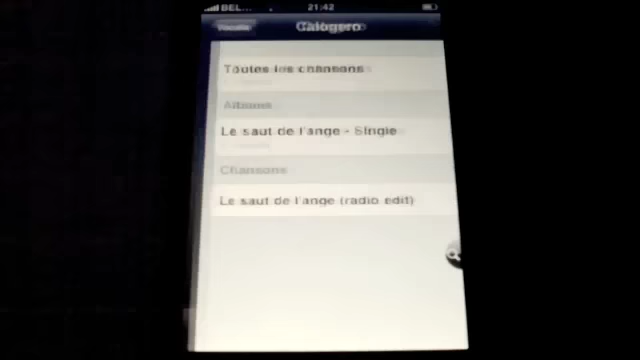 BEL... 21:42
Calogero
Toutes les chansons
Albums
Le saut de l'ange - Single
Chansons
Le saut de l'ange (radio edit)